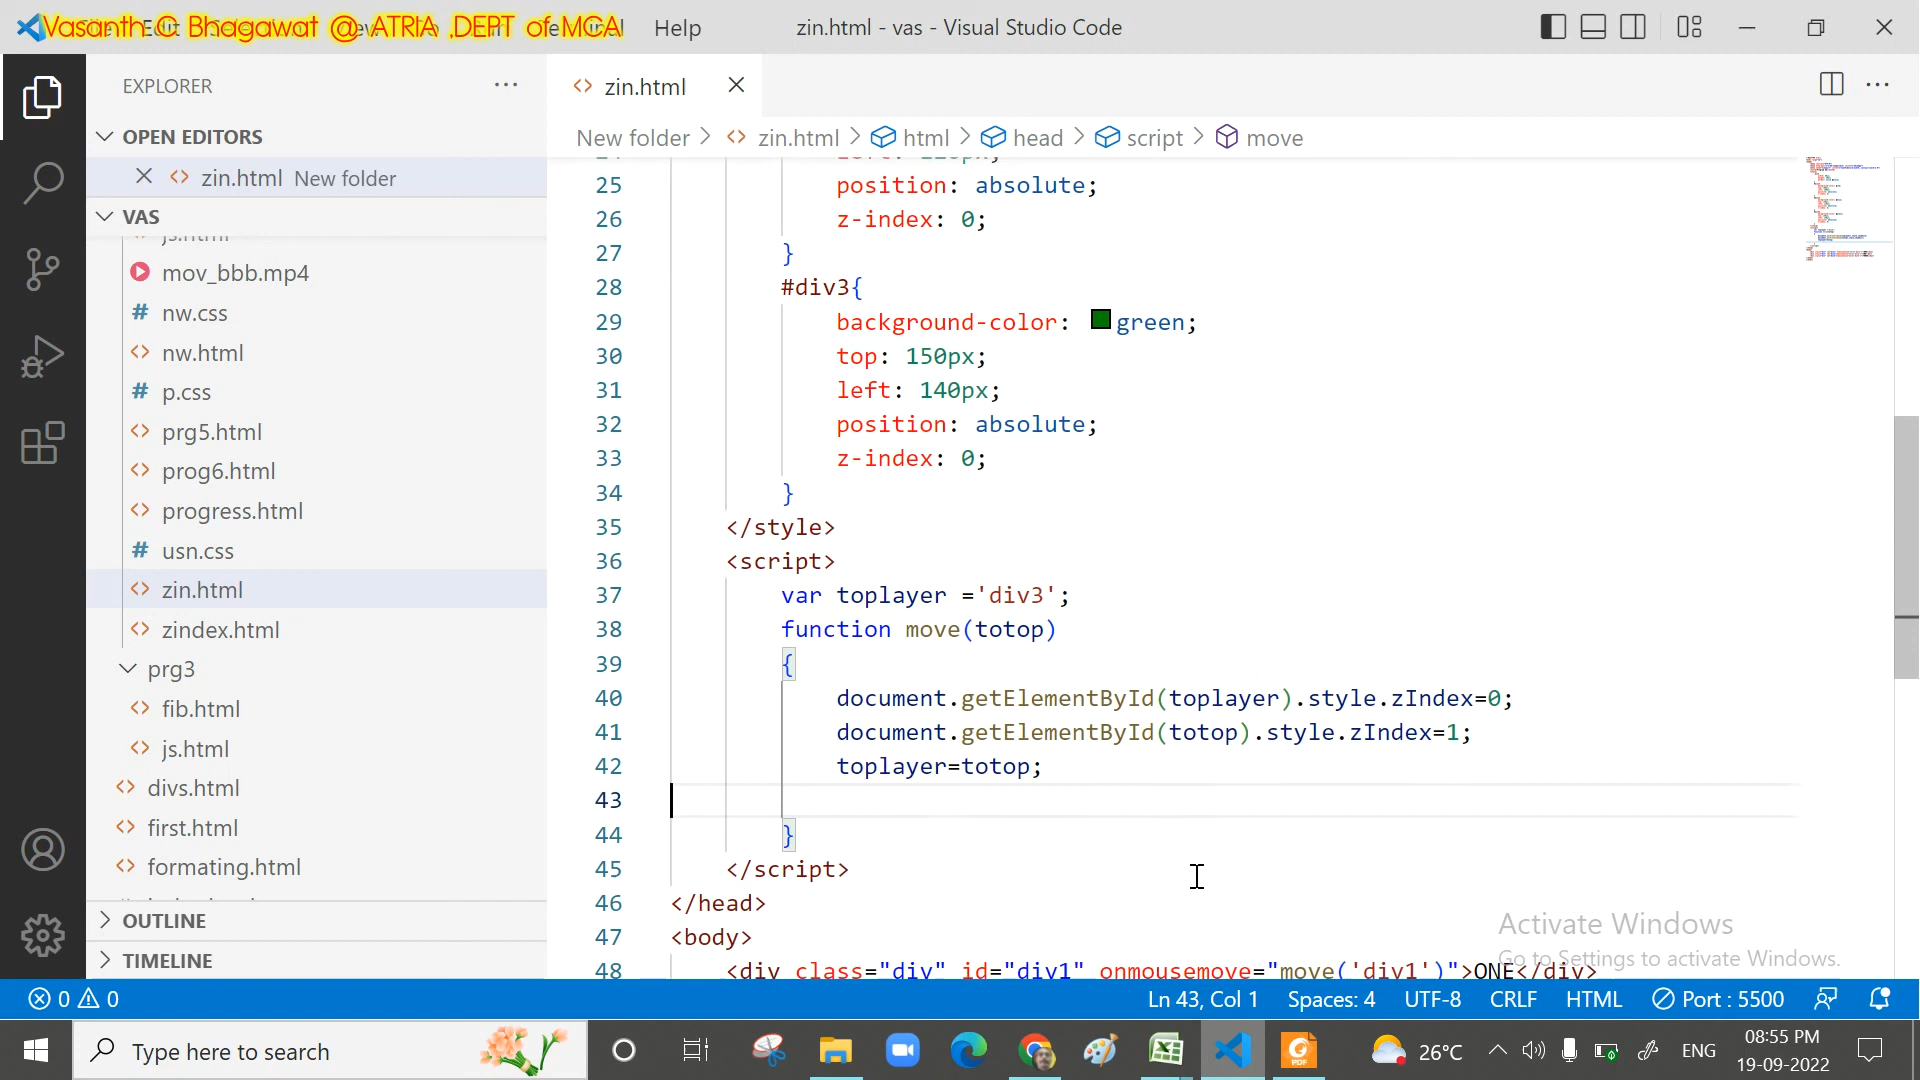 Vasanth C Bhagawat @ ATRIA ,DEPT of MCA
Help
zin.html - vas - Visual Studio Code
EXPLORER
OPEN EDITORS
zin.html New folder
VAS
js.html
mov_bbb.mp4
nw.css
nw.html
p.css
prg5.html
prog6.html
progress.html
usn.css
zin.html
zindex.html
prg3
fib.html
js.html
divs.html
first.html
formating.html
OUTLINE
TIMELINE
zin.html
New folder > zin.html > html > head > script > move
25 position: absolute;
26 z-index: 0;
27 }
28 #div3{
29 background-color: green;
30 top: 150px;
31 left: 140px;
32 position: absolute;
33 z-index: 0;
34 }
35 </style>
36 <script>
37 var toplayer ='div3';
38 function move(totop)
39 {
40 document.getElementById(toplayer).style.zIndex=0;
41 document.getElementById(totop).style.zIndex=1;
42 toplayer=totop;
43
44 }
45 </script>
46 </head>
47 <body>
48 <div class="div" id="div1" onmousemove="move('div1')">ONE</div>
Activate Windows
Go to Settings to activate Windows.
0 0
Ln 43, Col 1 Spaces: 4 UTF-8 CRLF HTML Port : 5500
Type here to search
26°C
ENG
08:55 PM
19-09-2022